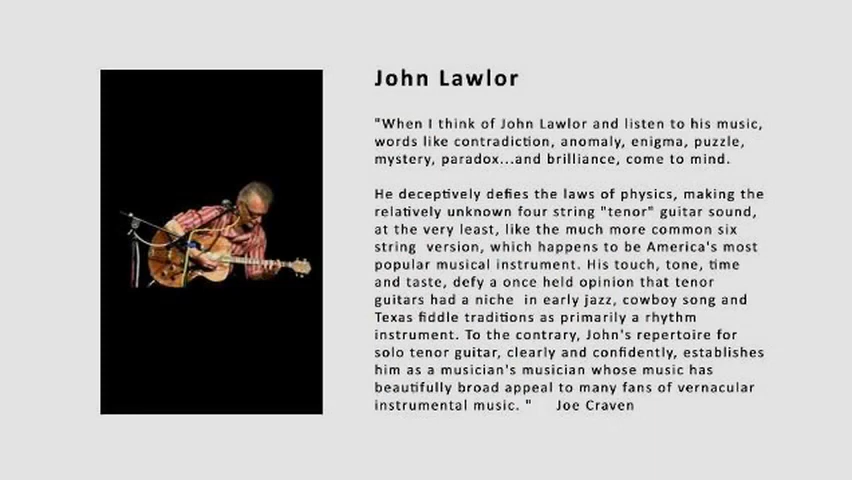 John Lawlor
"When I think of John Lawlor and listen to his music,
words like contradiction, anomaly, enigma, puzzle,
mystery, paradox...and brilliance, come to mind.
He deceptively defies the laws of physics, making the
relatively unknown four string "tenor" guitar sound,
at the very least, like the much more common six
string  version, which happens to be America's most
popular musical instrument. His touch, tone, time
and taste, defy a once held opinion that tenor
guitars had a niche  in early jazz, cowboy song and
Texas fiddle traditions as primarily a rhythm
instrument. To the contrary, John's repertoire for
solo tenor guitar, clearly and confidently, establishes
him as a musician's musician whose music has
beautifully broad appeal to many fans of vernacular
instrumental music. "    Joe Craven